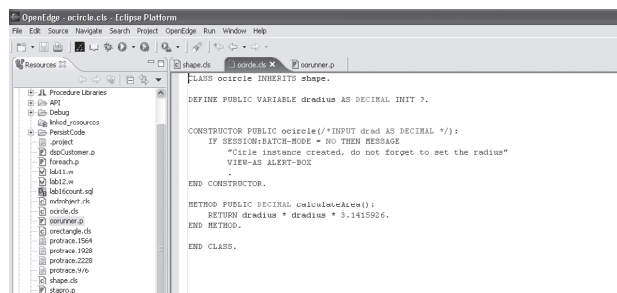 OpenEdge - ocircle.cls - Eclipse Platform
File Edit Source Navigate Search Project OpenEdge Run Window Help
Resources
shape.cls ocircle.cls oorunner.p
Procedure Libraries
API
Debug
linked_resources
PersistCode
.project
dspCustomer.p
foreach.p
lab11.w
lab12.w
lab16count.sql
ocircle.cls
oorunner.p
orectangle.cls
protrace.1564
protrace.1928
protrace.2228
protrace.976
shape.cls
stapro.p
CLASS ocircle INHERITS shape.
DEFINE PUBLIC VARIABLE dradius AS DECIMAL INIT ?.
CONSTRUCTOR PUBLIC ocircle(/*INPUT drad AS DECIMAL */):
IF SESSION:BATCH-MODE = NO THEN MESSAGE
"Cirle instance created, do not forget to set the radius"
VIEW-AS ALERT-BOX
.
END CONSTRUCTOR.
METHOD PUBLIC DECIMAL calculateArea():
RETURN dradius * dradius * 3.1415926.
END METHOD.
END CLASS.